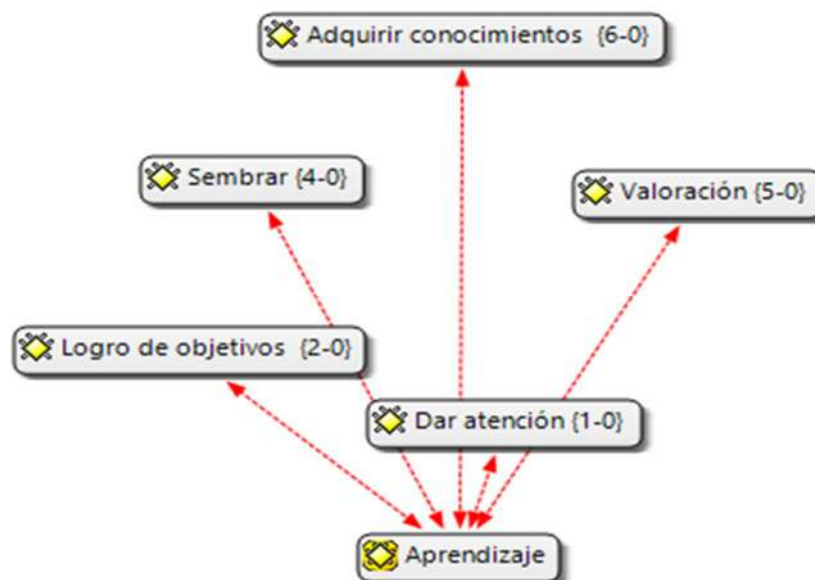 Adquirir conocimientos {6-0}
Sembrar {4-0}
Valoración {5-0}
Logro de objetivos {2-0}
Dar atención {1-0}
Aprendizaje